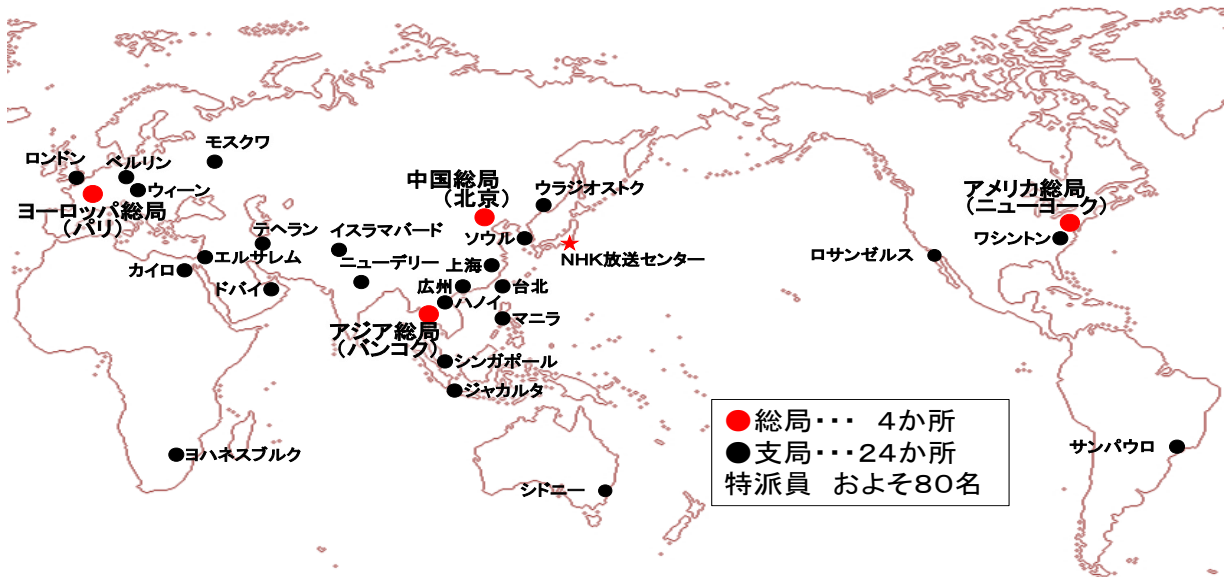 モスクワ
ロンドン
ベルリン
ウィーン
ヨーロッパ総局
(パリ)
中国総局
(北京)
ウラジオストク
アメリカ総局
(ニューヨーク)
ワシントン
テヘラン
イスラマバード
ソウル
NHK放送センター
ロサンゼルス
カイロ
エルサレム
ニューデリー
上海
ドバイ
広州
台北
ハノイ
マニラ
アジア総局
(バンコク)
シンガポール
ジャカルタ
ヨハネスブルク
シドニー
サンパウロ
総局・・・ 4か所
支局・・・24か所
特派員 およそ80名